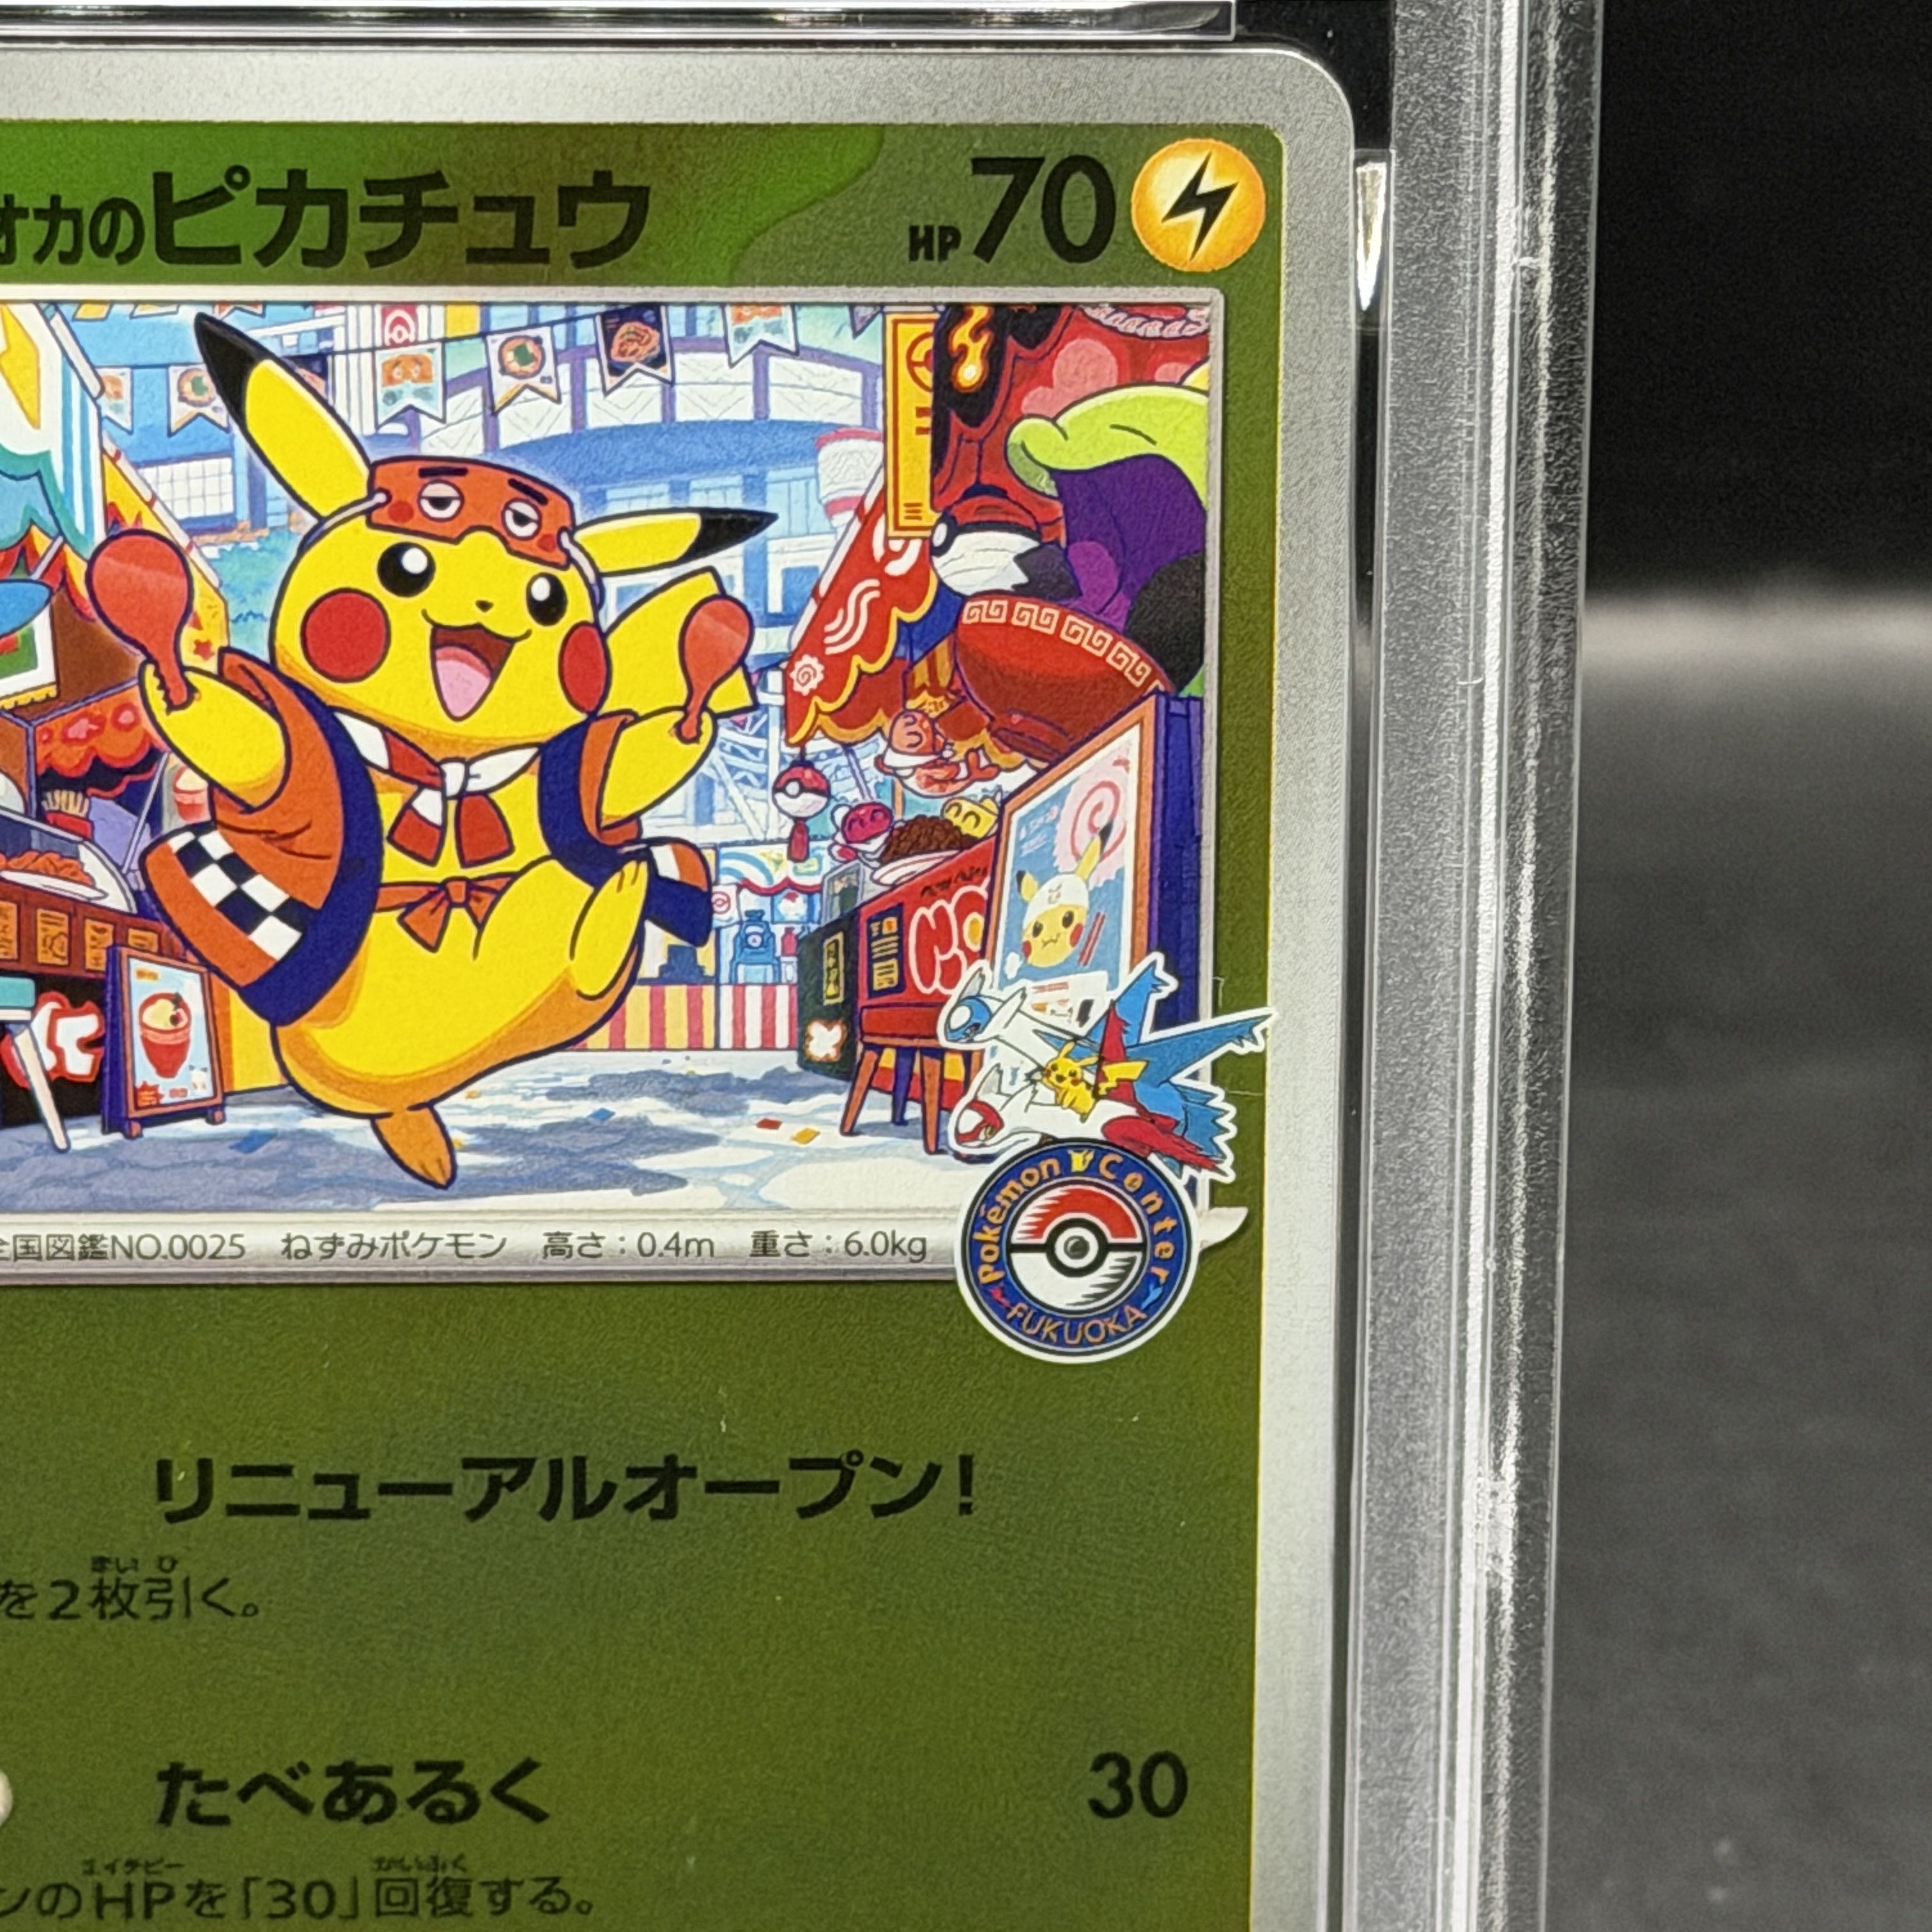 オカのピカチュウ HP70
全国図鑑NO.0025 ねずみポケモン 高さ：0.4m 重さ：6.0kg
Pokémon Center
FUKUOKA
リニューアルオープン！
まい ひ
を2枚引く。
たべあるく 30
エイチピー かいふく
ンのHPを「30」回復する。